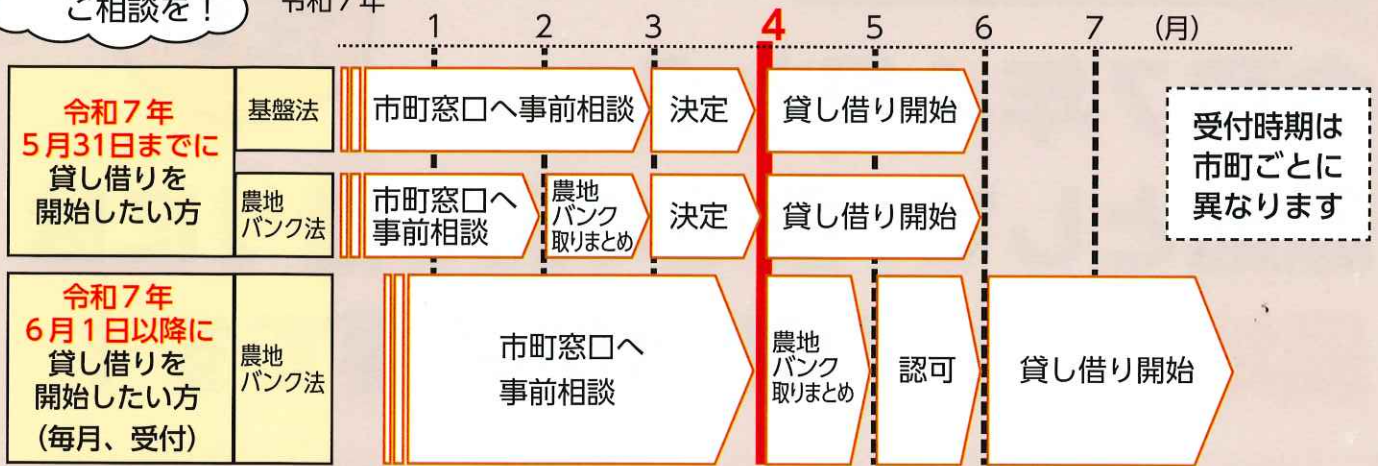 ご相談を!
令和7年
1 2 3 4 5 6 7 (月)
令和7年
5月31日までに
貸し借りを
開始したい方
基盤法
市町窓口へ事前相談
決定
貸し借り開始
農地
バンク法
市町窓口へ
事前相談
農地
バンク
取りまとめ
決定
貸し借り開始
受付時期は
市町ごとに
異なります
令和7年
6月1日以降に
貸し借りを
開始したい方
(毎月、受付)
農地
バンク法
市町窓口へ
事前相談
農地
バンク
取りまとめ
認可
貸し借り開始